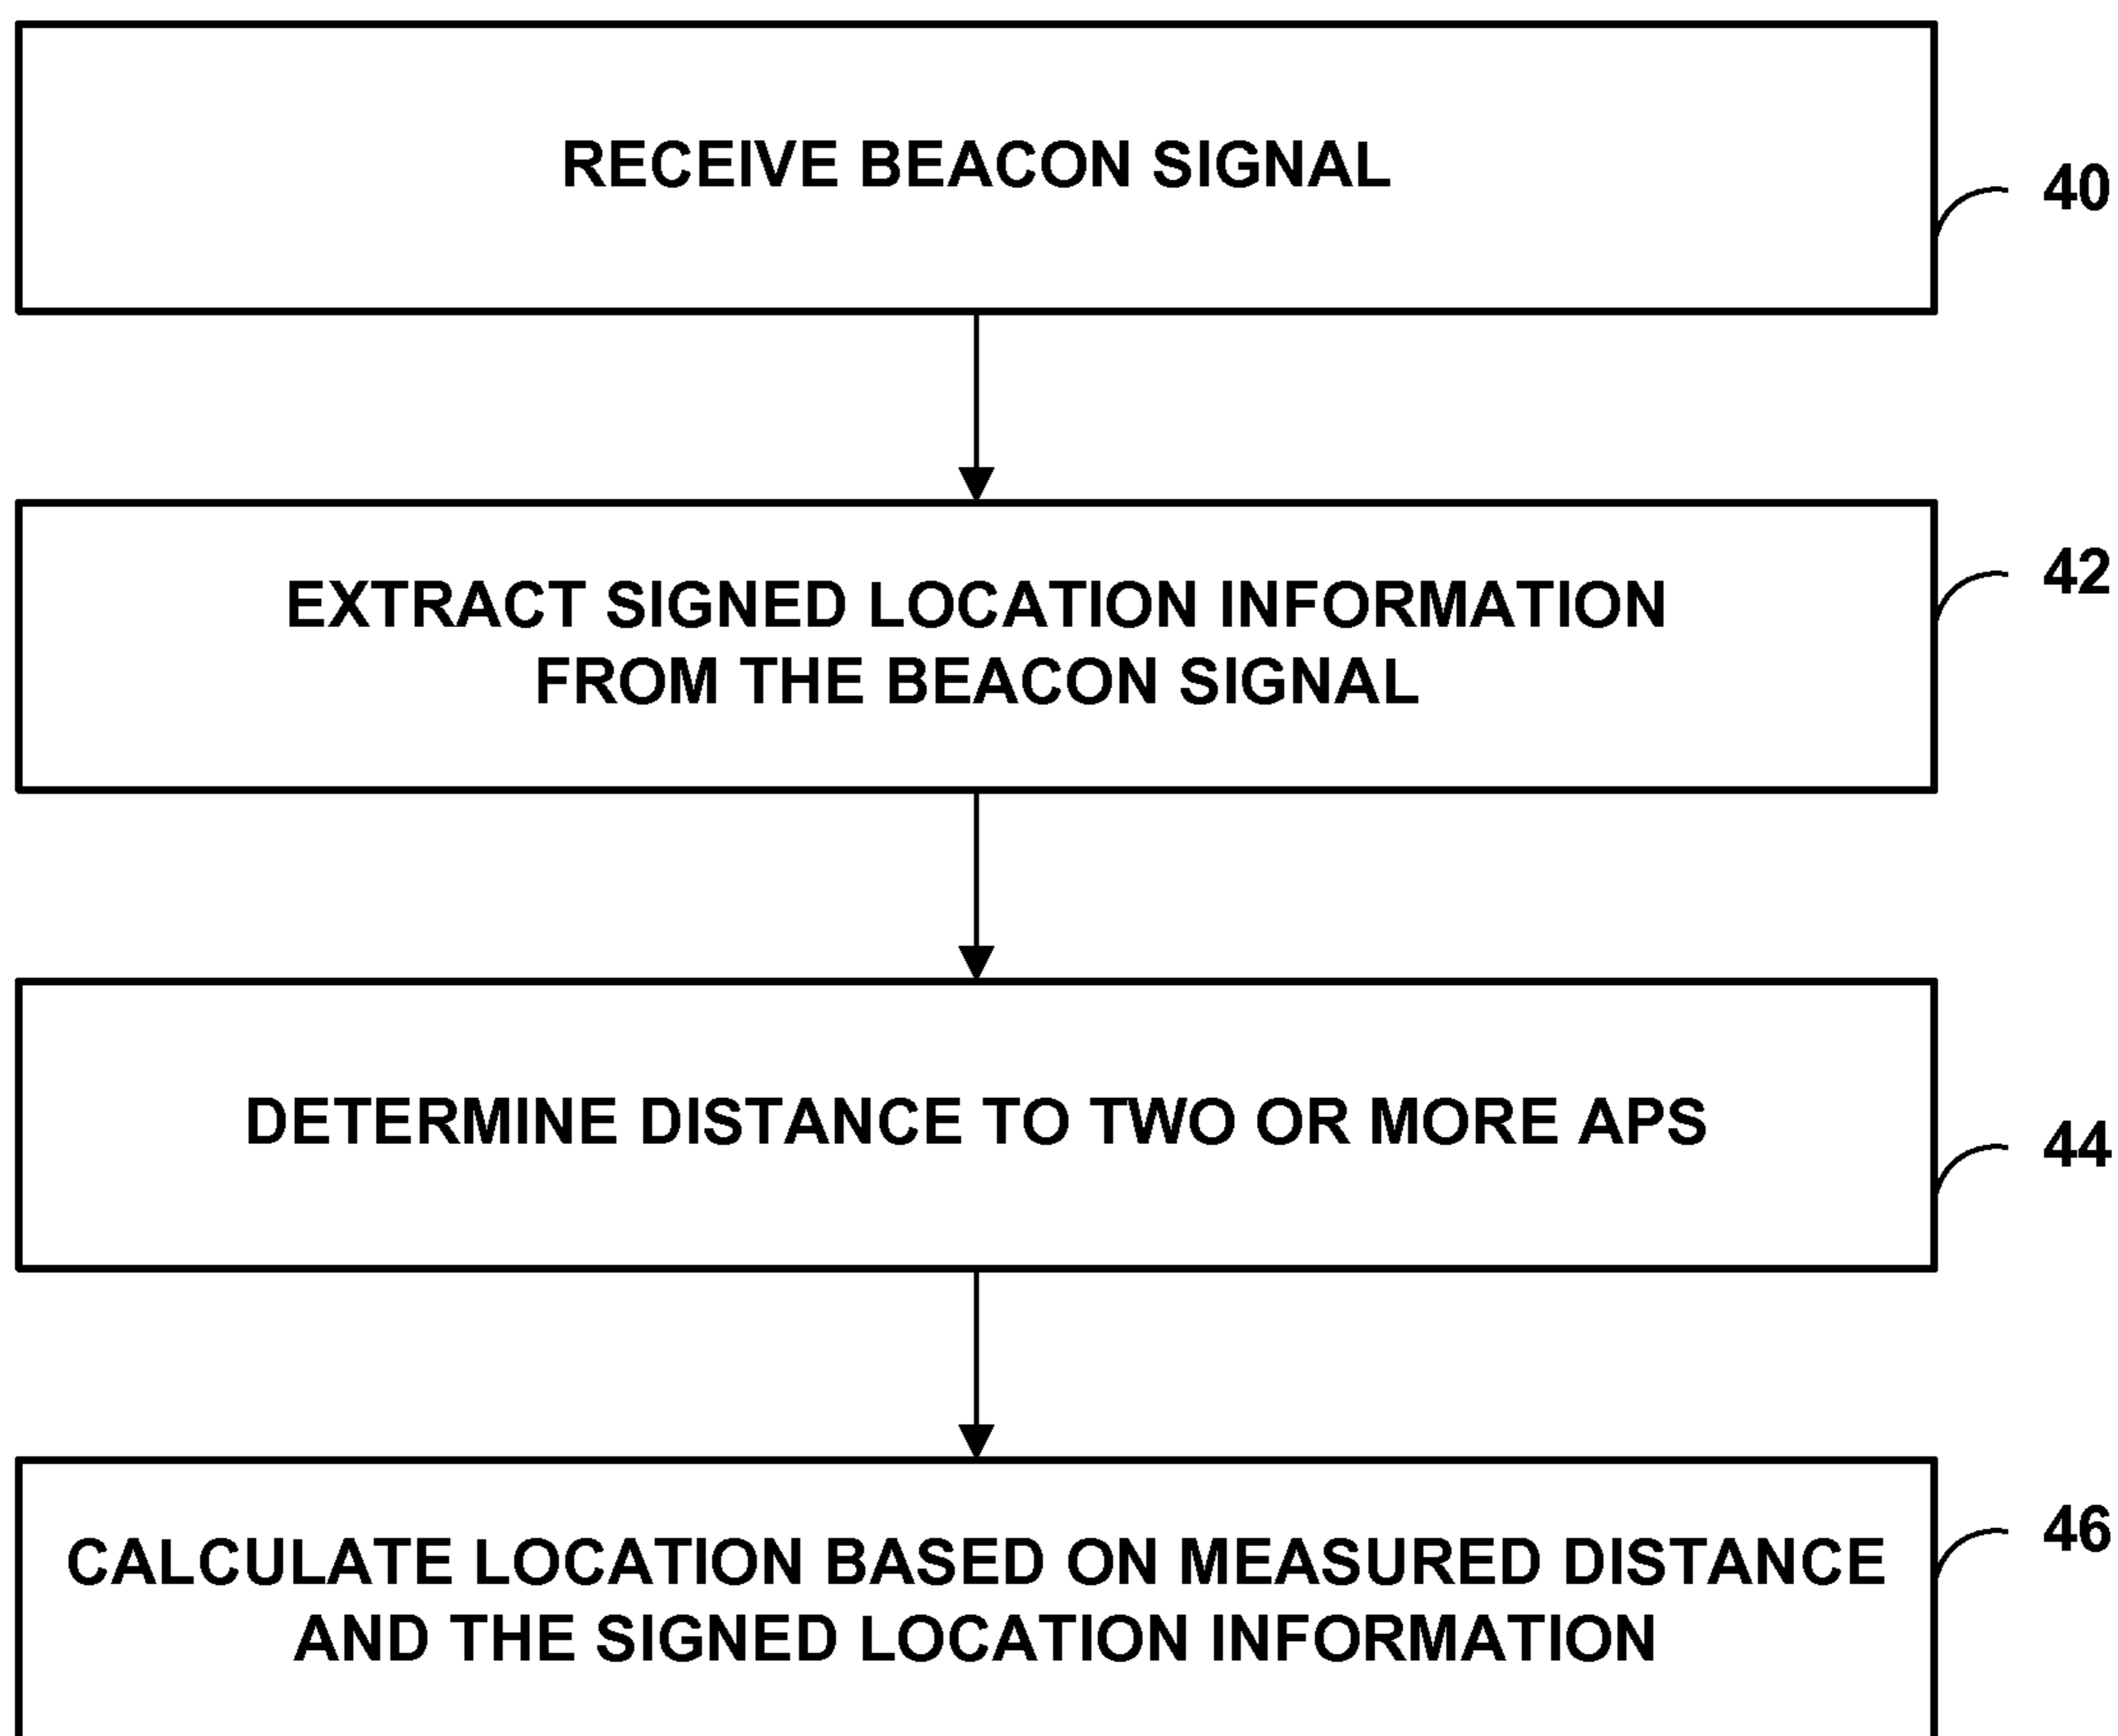 RECEIVE BEACON SIGNAL
40
EXTRACT SIGNED LOCATION INFORMATION
FROM THE BEACON SIGNAL
42
DETERMINE DISTANCE TO TWO OR MORE APS
44
CALCULATE LOCATION BASED ON MEASURED DISTANCE
AND THE SIGNED LOCATION INFORMATION
46